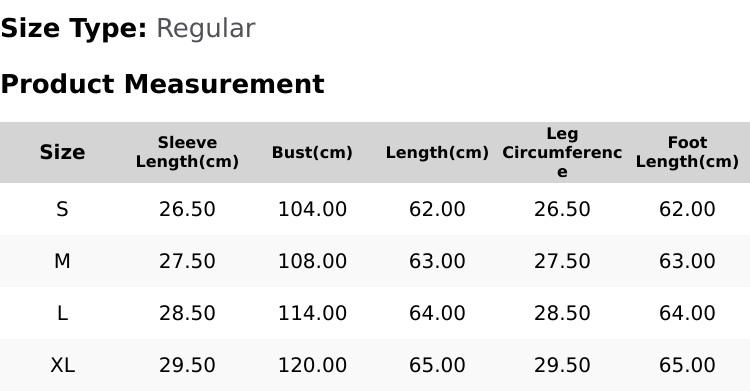 Size Type: Regular
Product Measurement
Size Sleeve Length(cm) Bust(cm) Length(cm) Leg Circumference Foot Length(cm)
S 26.50 104.00 62.00 26.50 62.00
M 27.50 108.00 63.00 27.50 63.00
L 28.50 114.00 64.00 28.50 64.00
XL 29.50 120.00 65.00 29.50 65.00